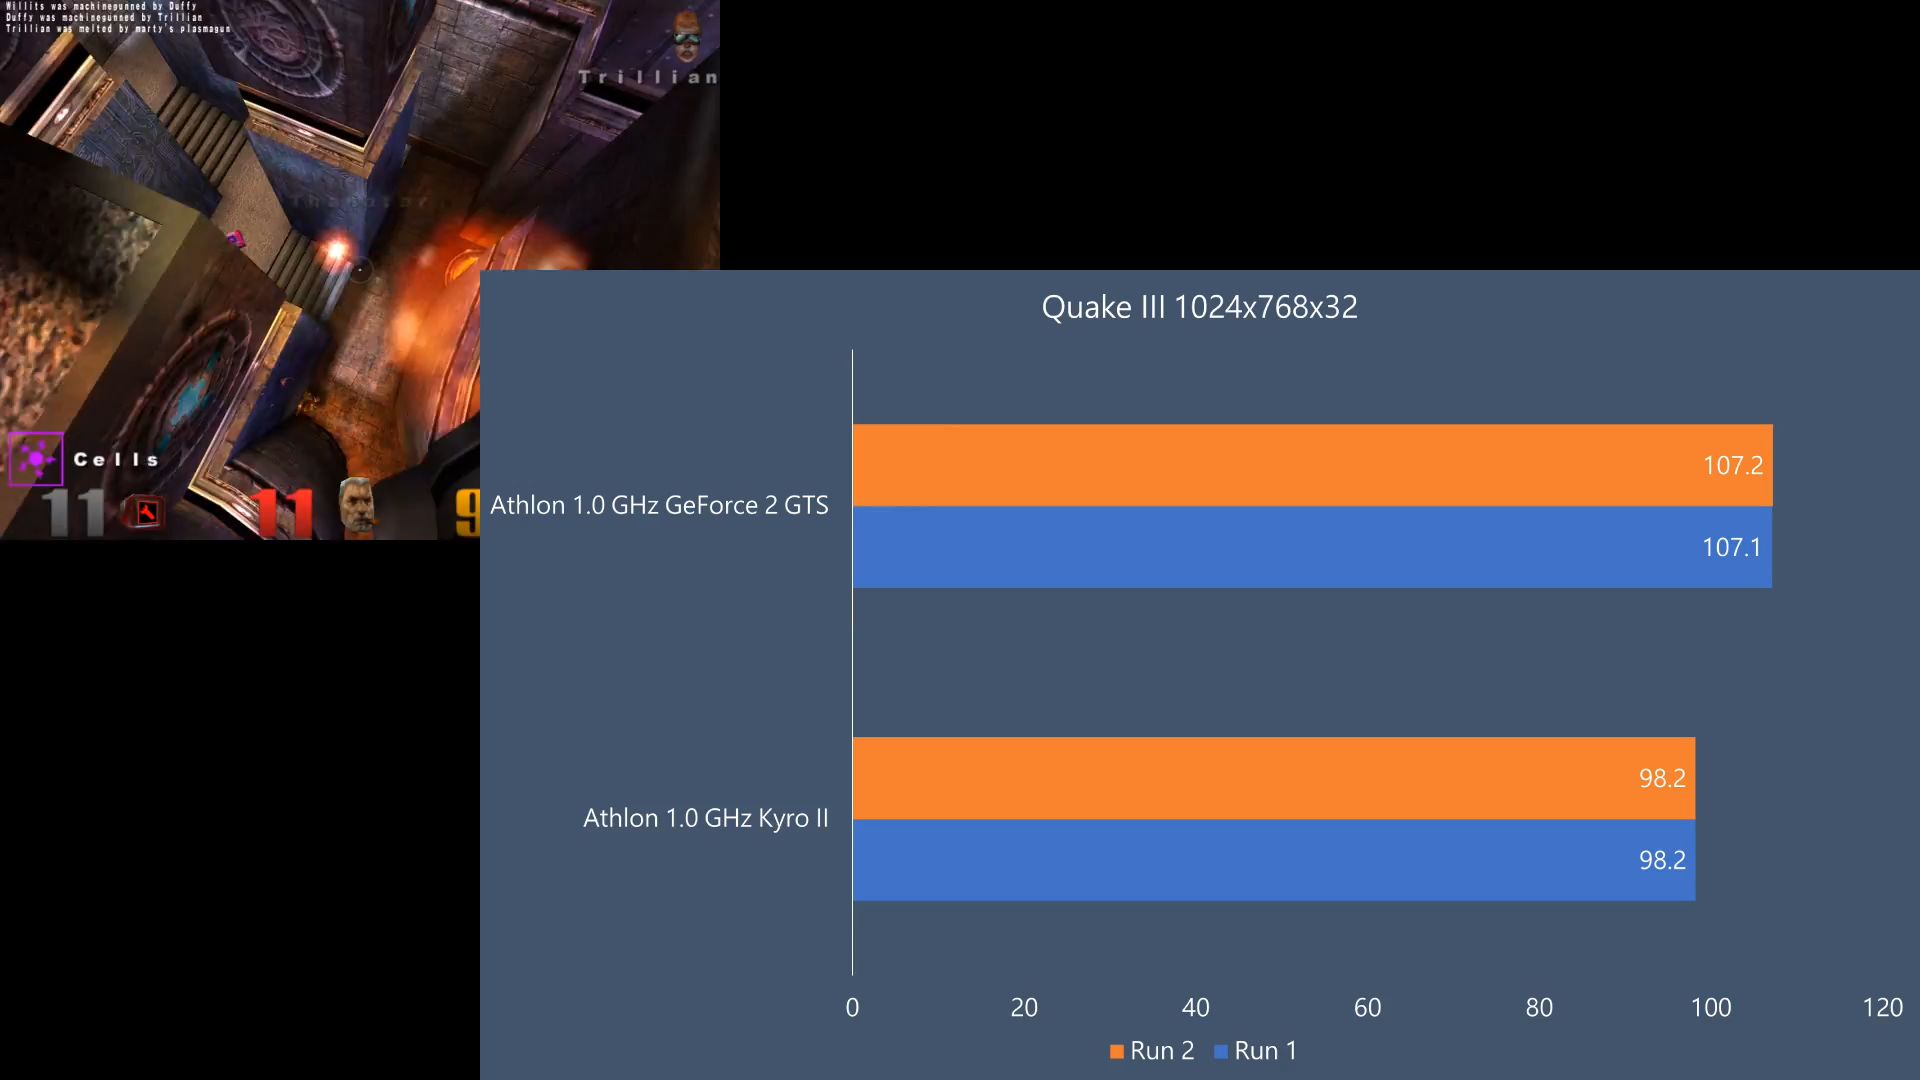 Willits was machinegunned by Duffy
Duffy was machinegunned by Trillian
Trillian was melted by marty's plasmagun
Trillian
Thanatar
Cells
11
11
9
Quake III 1024x768x32
Athlon 1.0 GHz GeForce 2 GTS
107.2
107.1
Athlon 1.0 GHz Kyro II
98.2
98.2
0 20 40 60 80 100 120
Run 2 Run 1